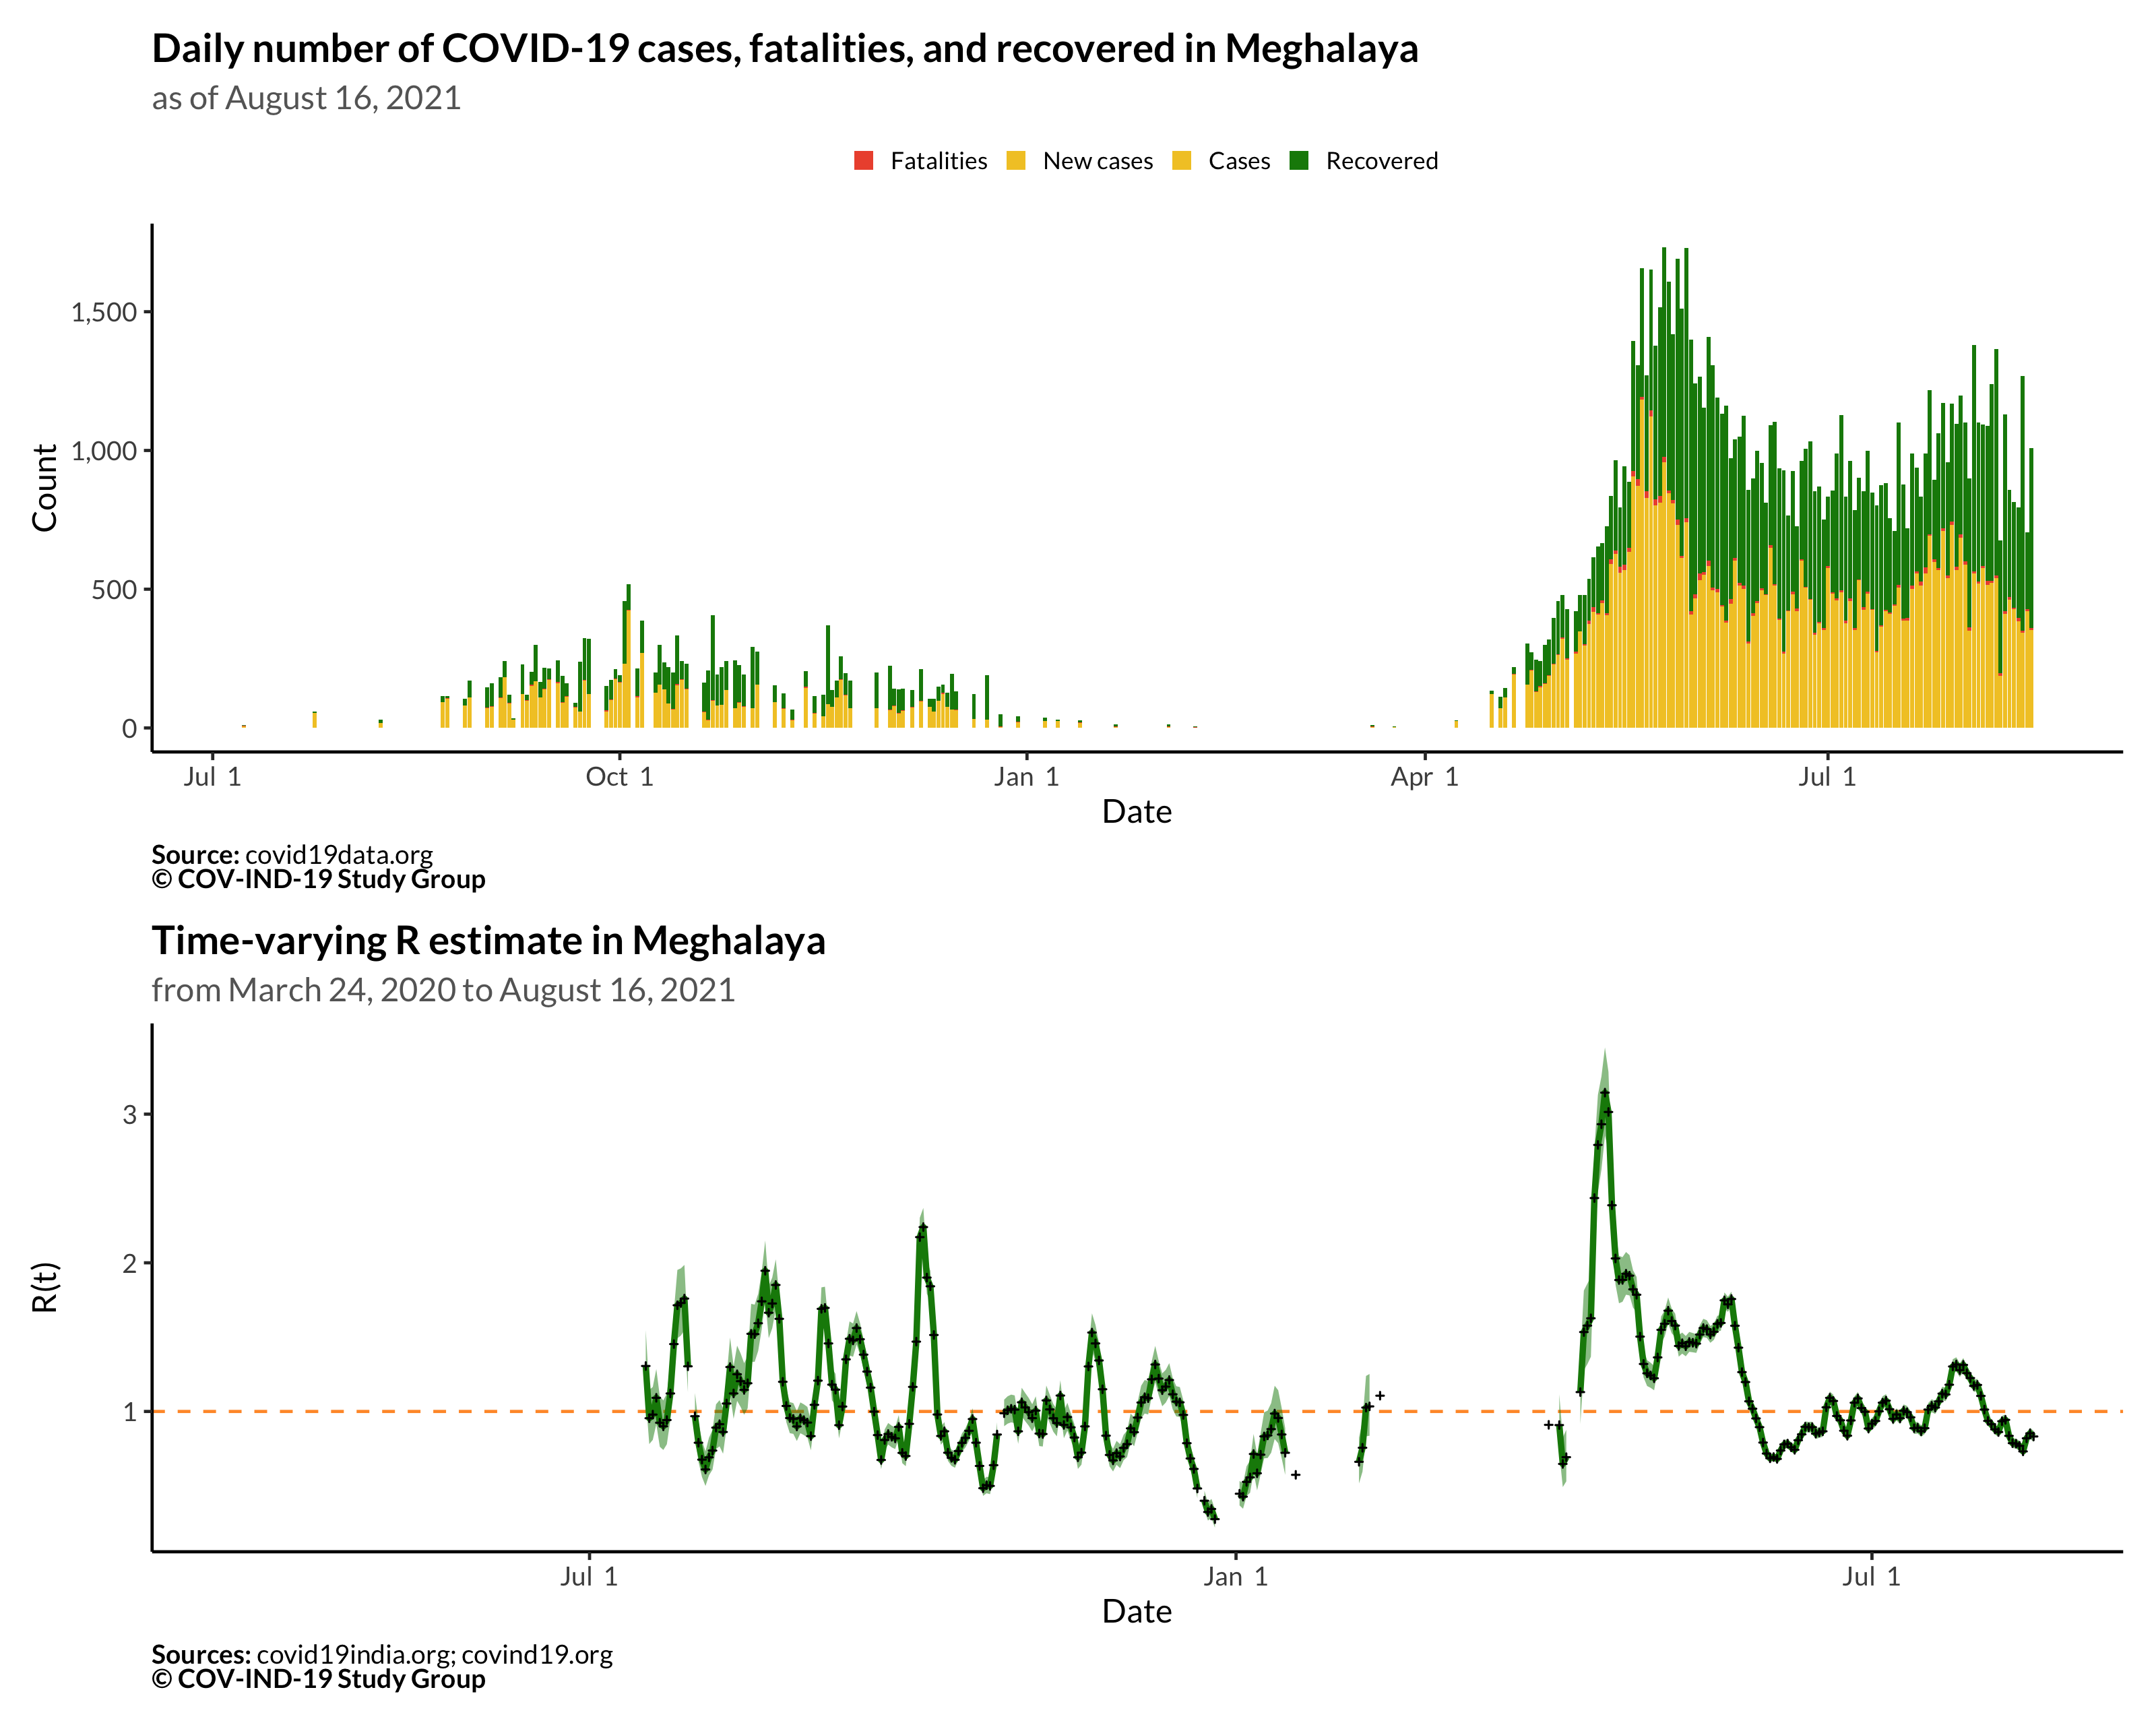 Daily number of COVID-19 cases, fatalities, and recovered in Meghalaya
as of August 16, 2021
Fatalities New cases Cases Recovered
Count
1,500
1,000
500
0
Jul 1 Oct 1 Jan 1 Apr 1 Jul 1
Date
Source: covid19data.org
© COV-IND-19 Study Group
Time-varying R estimate in Meghalaya
from March 24, 2020 to August 16, 2021
R(t)
3
2
1
Jul 1 Jan 1 Jul 1
Date
Sources: covid19india.org; covind19.org
© COV-IND-19 Study Group